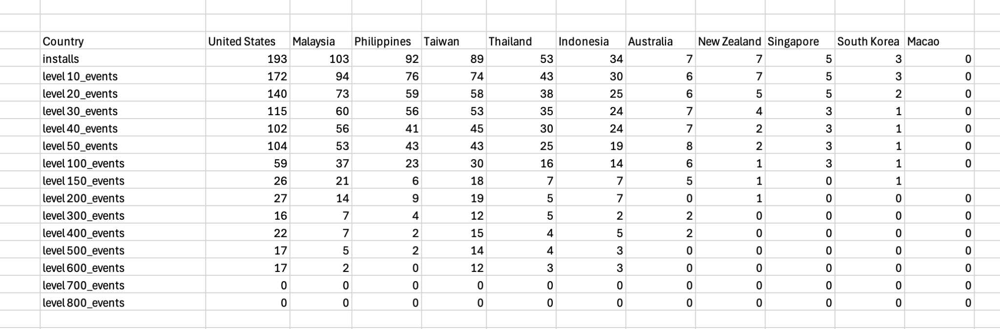 Country United States Malaysia Philippines Taiwan Thailand Indonesia Australia New Zealand Singapore South Korea Macao
installs 193 103 92 89 53 34 7 7 5 3 0
level 10_events 172 94 76 74 43 30 6 7 5 3 0
level 20_events 140 73 59 58 38 25 6 5 5 2 0
level 30_events 115 60 56 53 35 24 7 4 3 1 0
level 40_events 102 56 41 45 30 24 7 2 3 1 0
level 50_events 104 53 43 43 25 19 8 2 3 1 0
level 100_events 59 37 23 30 16 14 6 1 3 1 0
level 150_events 26 21 6 18 7 7 5 1 0 1
level 200_events 27 14 9 19 5 7 0 1 0 0 0
level 300_events 16 7 4 12 5 2 2 0 0 0 0
level 400_events 22 7 2 15 4 5 2 0 0 0 0
level 500_events 17 5 2 14 4 3 0 0 0 0 0
level 600_events 17 2 0 12 3 3 0 0 0 0 0
level 700_events 0 0 0 0 0 0 0 0 0 0 0
level 800_events 0 0 0 0 0 0 0 0 0 0 0